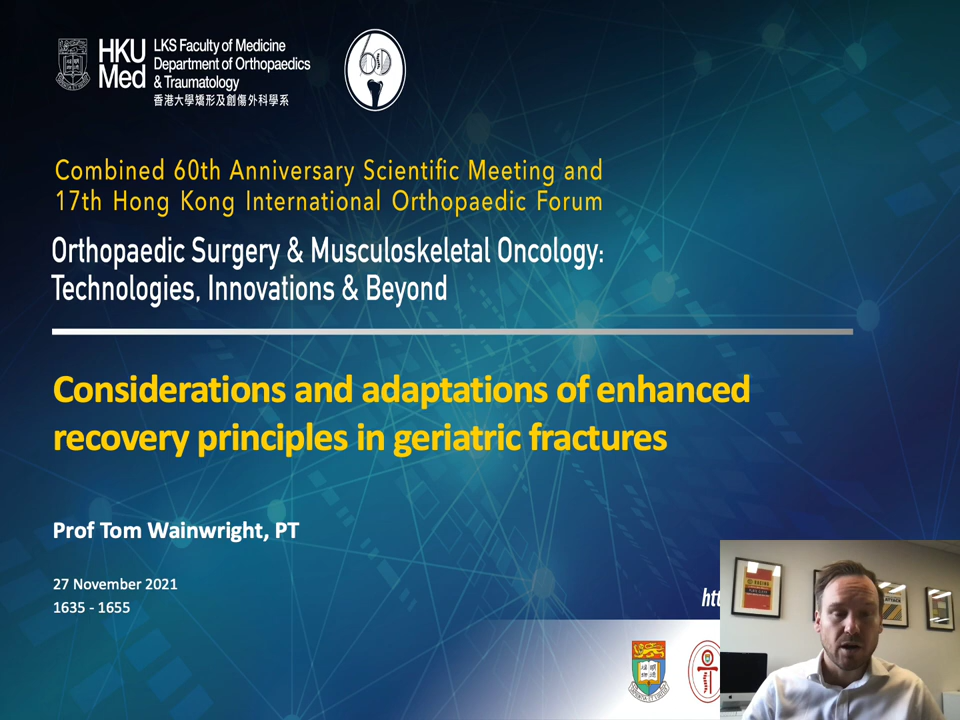 HKU
Med
LKS Faculty of Medicine
Department of Orthopaedics
& Traumatology
香港大學矯形及創傷外科學系
Combined 60th Anniversary Scientific Meeting and
17th Hong Kong International Orthopaedic Forum
Orthopaedic Surgery & Musculoskeletal Oncology:
Technologies, Innovations & Beyond
Considerations and adaptations of enhanced
recovery principles in geriatric fractures
Prof Tom Wainwright, PT
27 November 2021
1635 - 1655
ATTACK